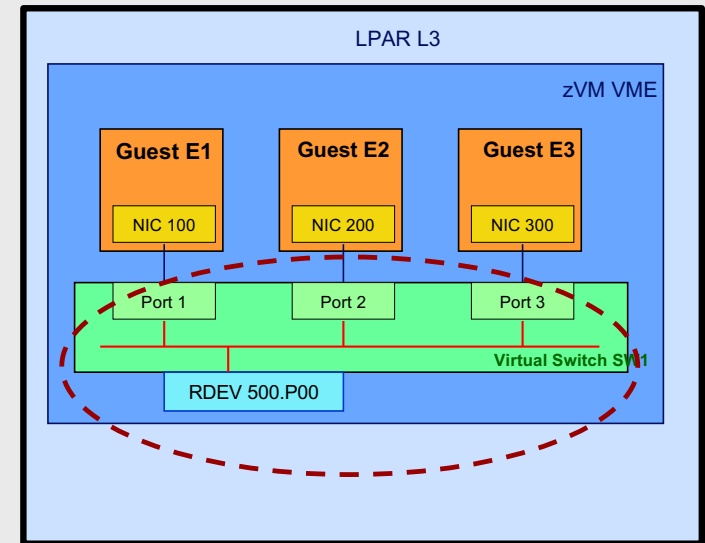 LPAR L3
zVM VME
Guest E1
Guest E2
Guest E3
NIC 100
NIC 200
NIC 300
Port 1
Port 2
Port 3
Virtual Switch SW1
RDEV 500.P00